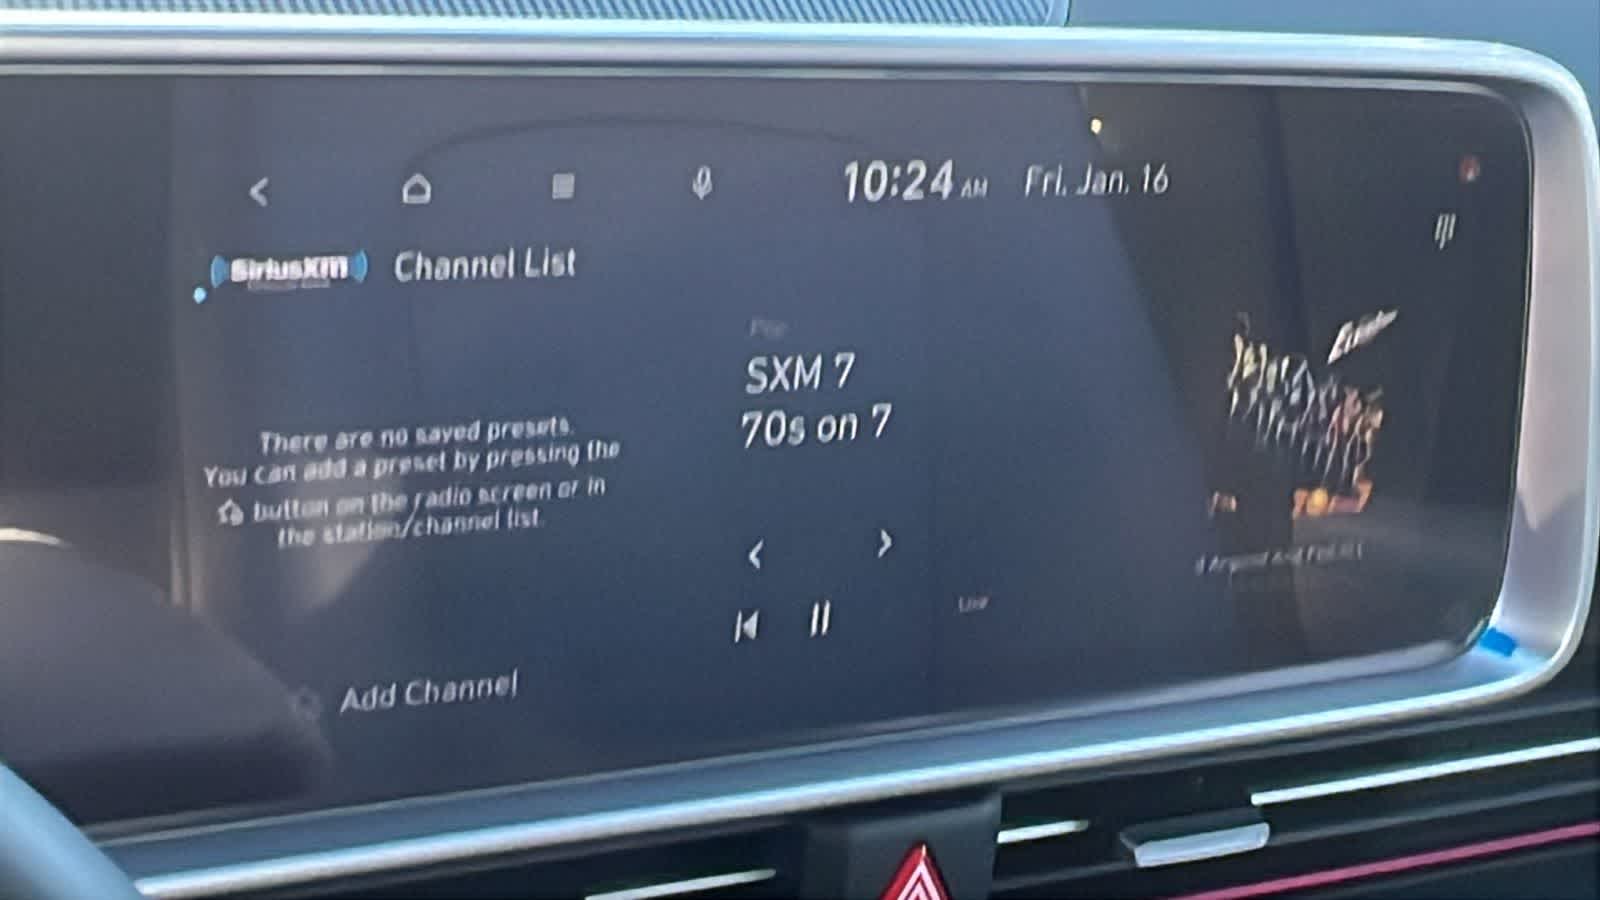 10:24 AM Fri. Jan. 16
SiriusXM Channel List
Pop
SXM 7
70s on 7
There are no saved presets.
You can add a preset by pressing the
button on the radio screen or in
the station/channel list.
Live
Add Channel